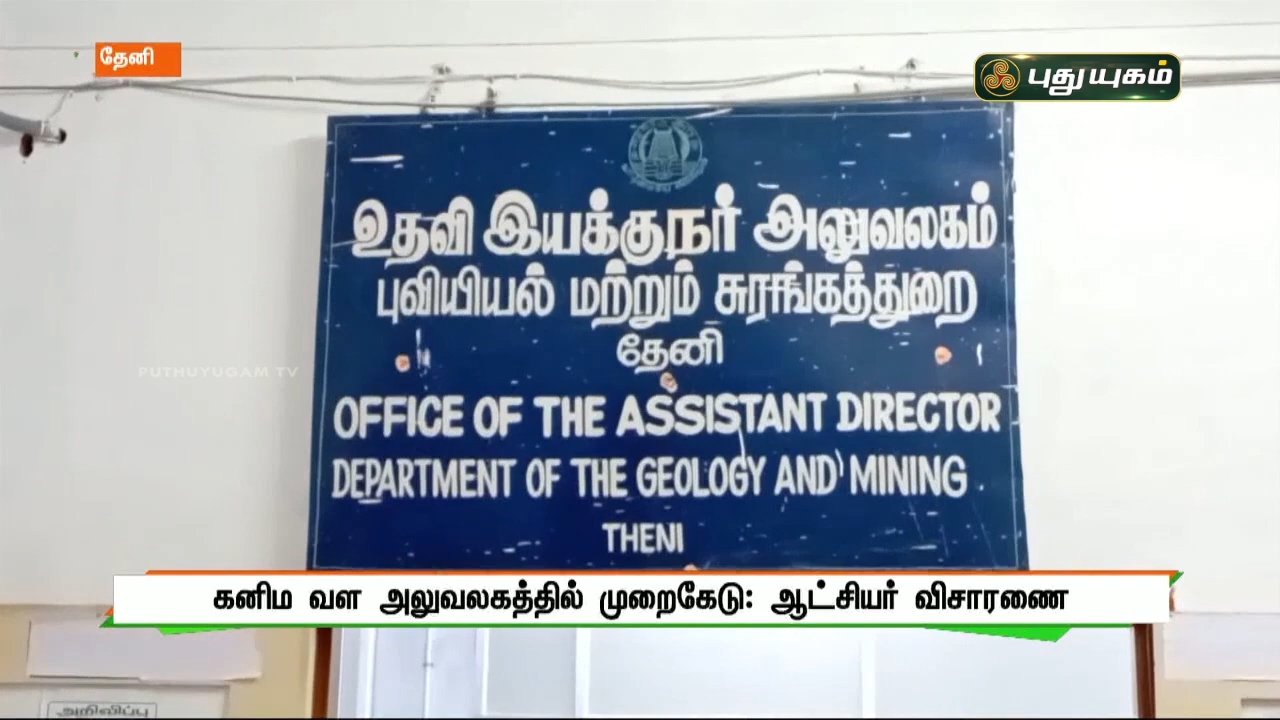 தேனி
புதுயுகம்
உதவி இயக்குநர் அலுவலகம்
புவியியல் மற்றும் சுரங்கத்துறை
தேனி
PUTHUYUGAM TV
OFFICE OF THE ASSISTANT DIRECTOR
DEPARTMENT OF THE GEOLOGY AND MINING
THENI
கனிம வள அலுவலகத்தில் முறைகேடு: ஆட்சியர் விசாரணை
அறிவிப்பு